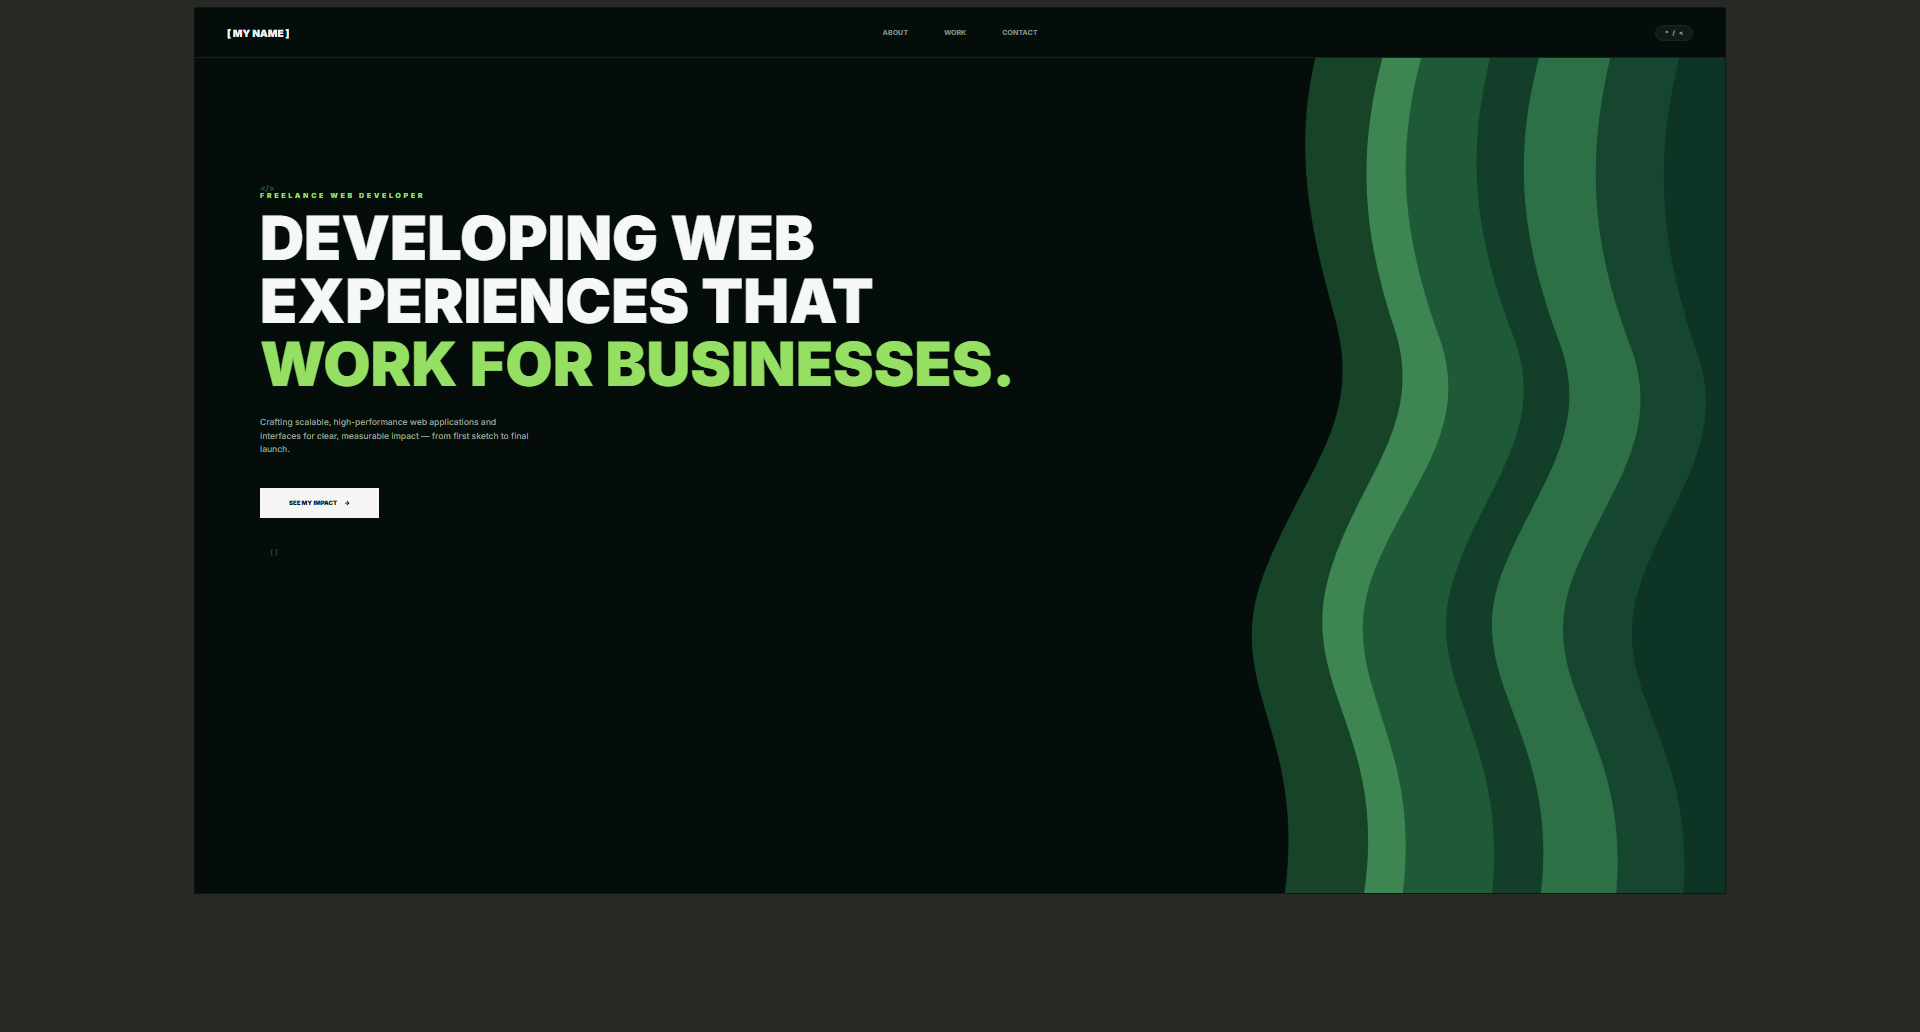 [MY NAME]
ABOUT WORK CONTACT
* / <
</>
FREELANCE WEB DEVELOPER
DEVELOPING WEB
EXPERIENCES THAT
WORK FOR BUSINESSES.
Crafting scalable, high-performance web applications and
interfaces for clear, measurable impact — from first sketch to final
launch.
SEE MY IMPACT →
()